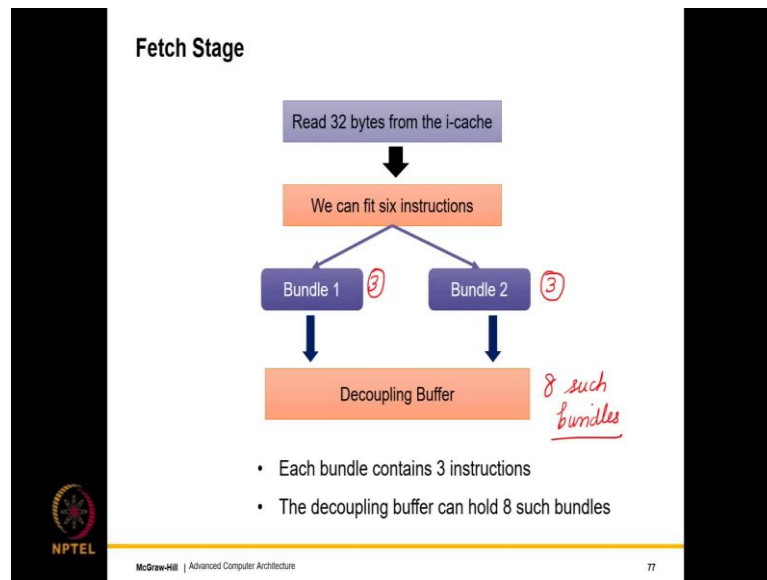 Fetch Stage
Read 32 bytes from the i-cache
We can fit six instructions
Bundle 1
3
Bundle 2
3
Decoupling Buffer
8 such
bundles
• Each bundle contains 3 instructions
• The decoupling buffer can hold 8 such bundles
NPTEL
McGraw-Hill | Advanced Computer Architecture
77